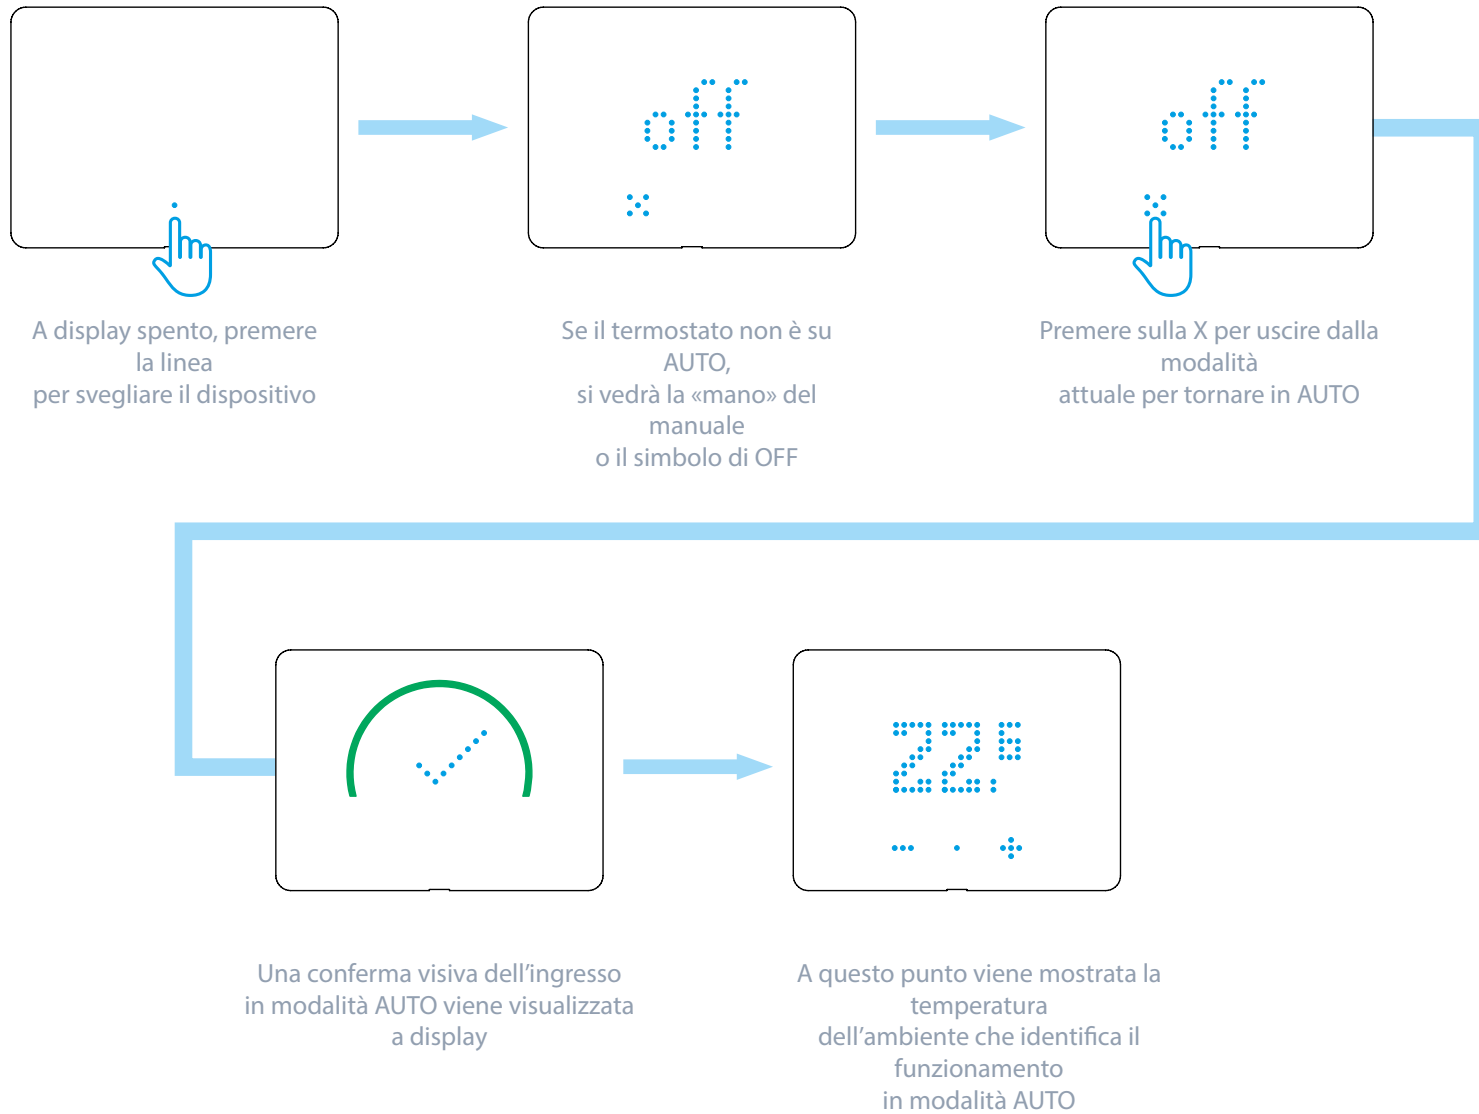 off
off
A display spento, premere
la linea
per svegliare il dispositivo
Se il termostato non è su
AUTO,
si vedrà la «mano» del
manuale
o il simbolo di OFF
Premere sulla X per uscire dalla
modalità
attuale per tornare in AUTO
22.6
Una conferma visiva dell'ingresso
in modalità AUTO viene visualizzata
a display
A questo punto viene mostrata la
temperatura
dell'ambiente che identifica il
funzionamento
in modalità AUTO